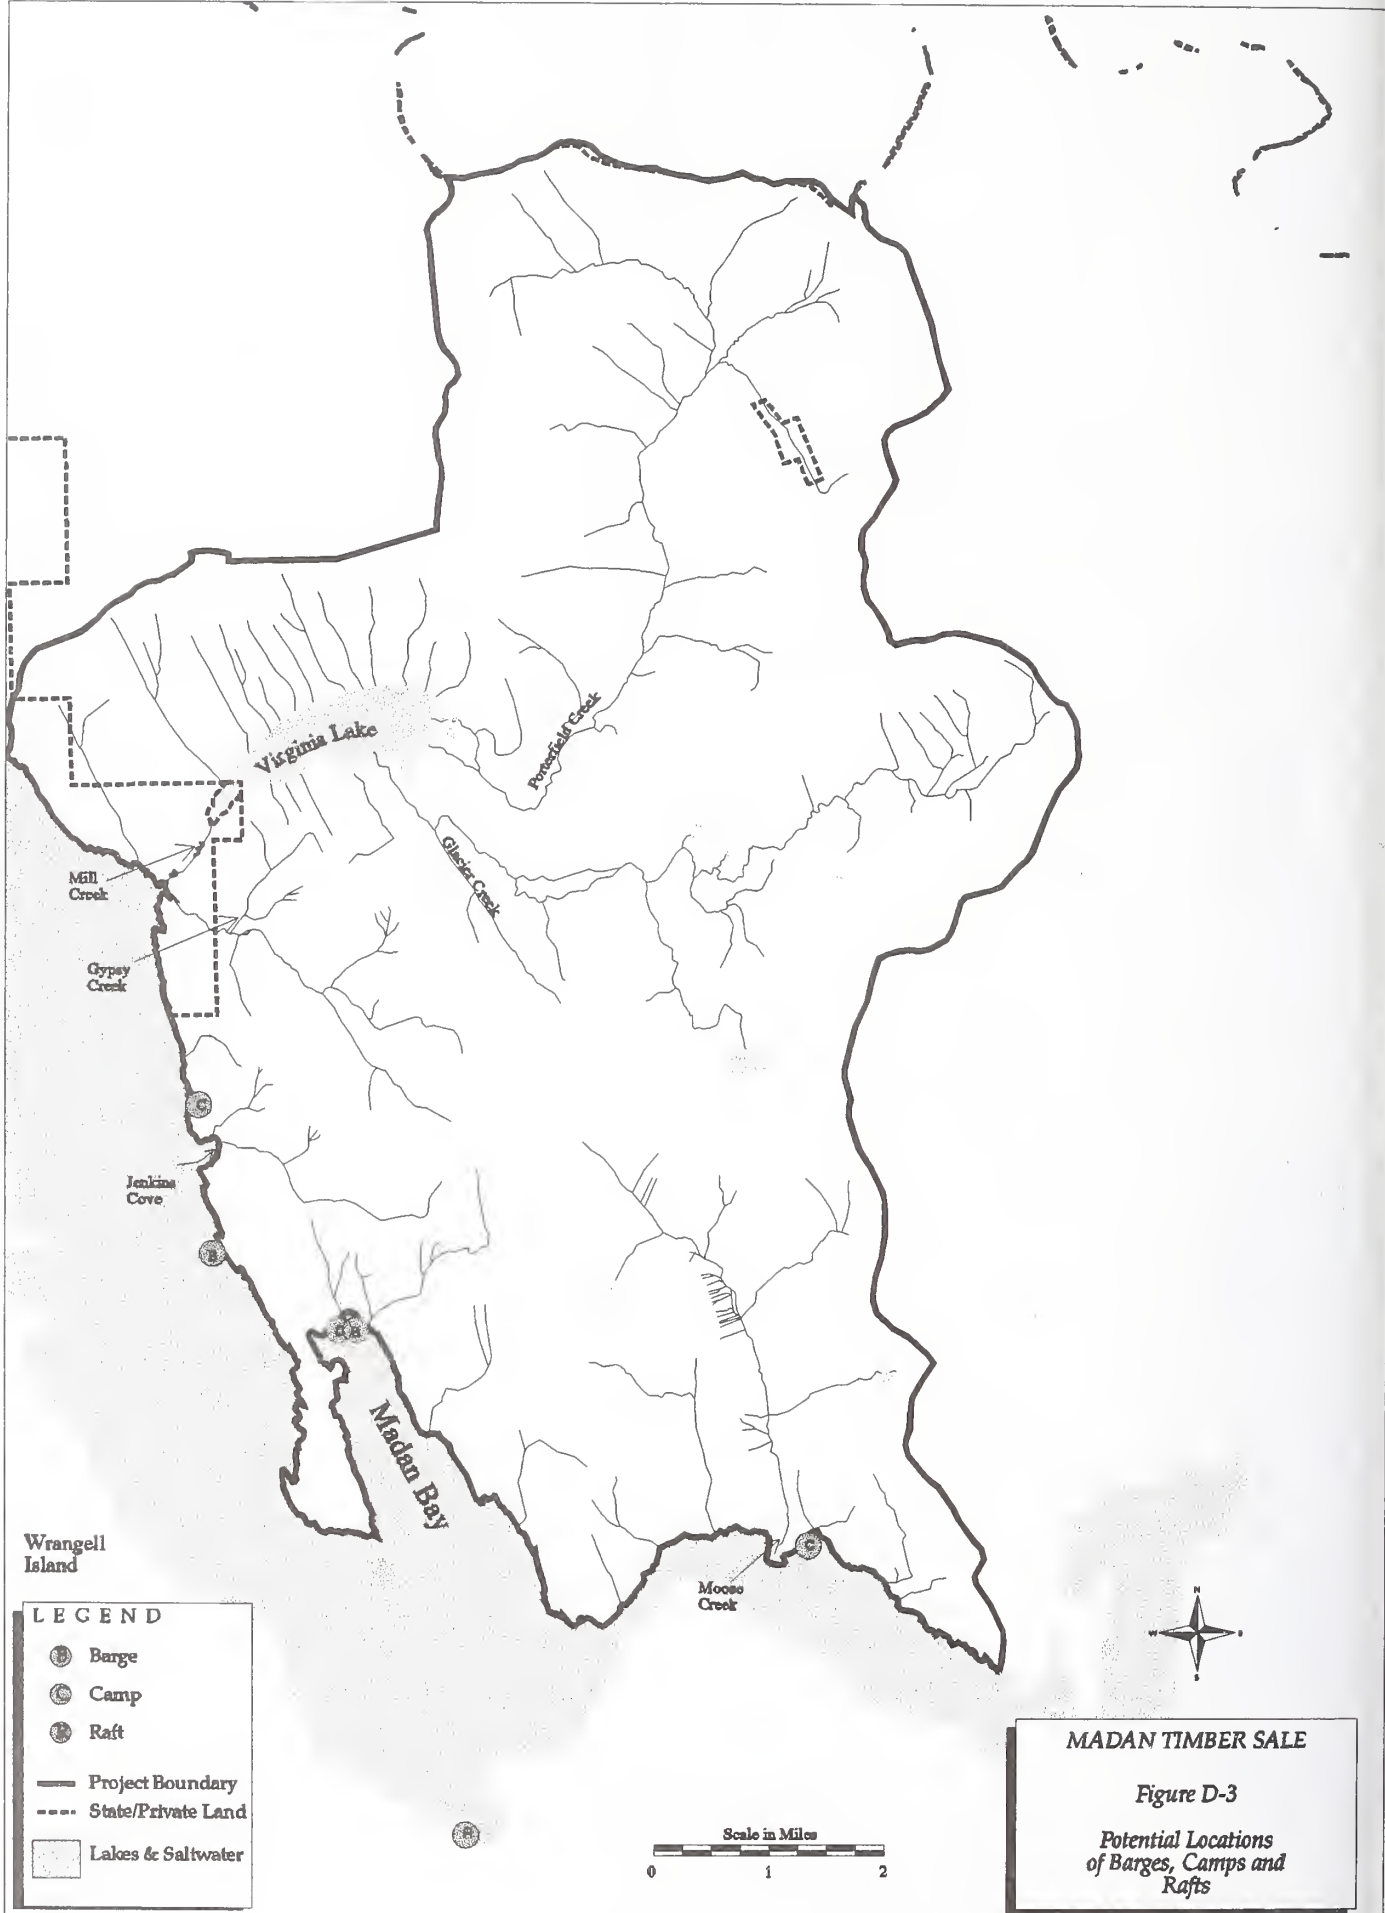 Virginia Lake
Porterfield Creek
Glacier Creek
Mill
Creek
Gypsy
Creek
C
Jenkins
Cove
B
Madan Bay
Wrangell
Island
Moose
Creek
C
LEGEND
B Barge
C Camp
R Raft
Project Boundary
State/Private Land
Lakes & Saltwater
N
W
S
Scale in Miles
0 1 2
MADAN TIMBER SALE
Figure D-3
Potential Locations
of Barges, Camps and
Rafts